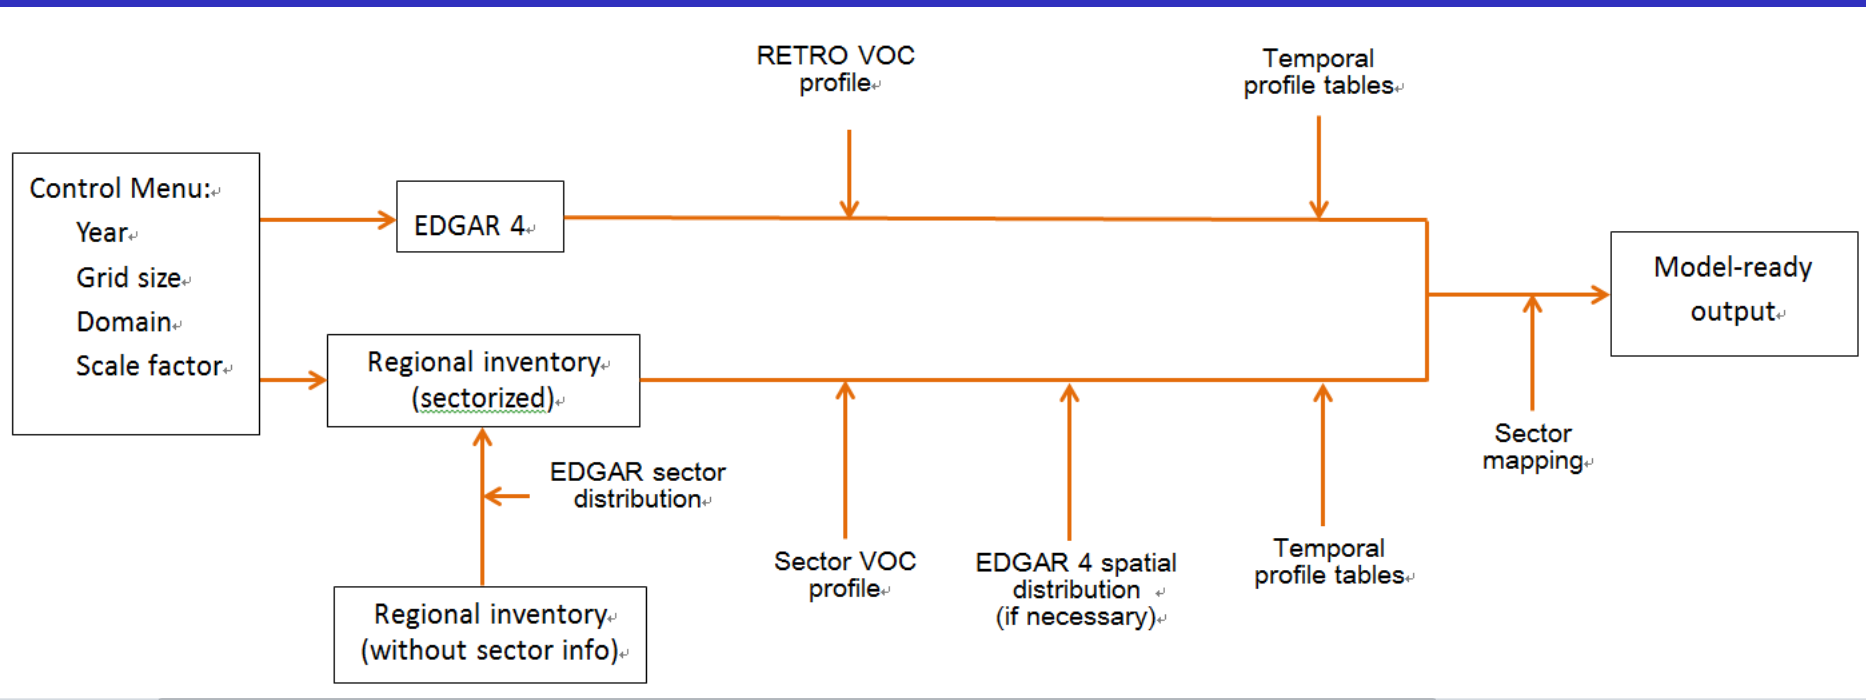 RETRO VOC
profile
Temporal
profile tables
Control Menu:
Year
Grid size
Domain
Scale factor
EDGAR 4
Regional inventory
(sectorized)
Model-ready
output
EDGAR sector
distribution
Sector
mapping
Sector VOC
profile
EDGAR 4 spatial
distribution
(if necessary)
Temporal
profile tables
Regional inventory
(without sector info)